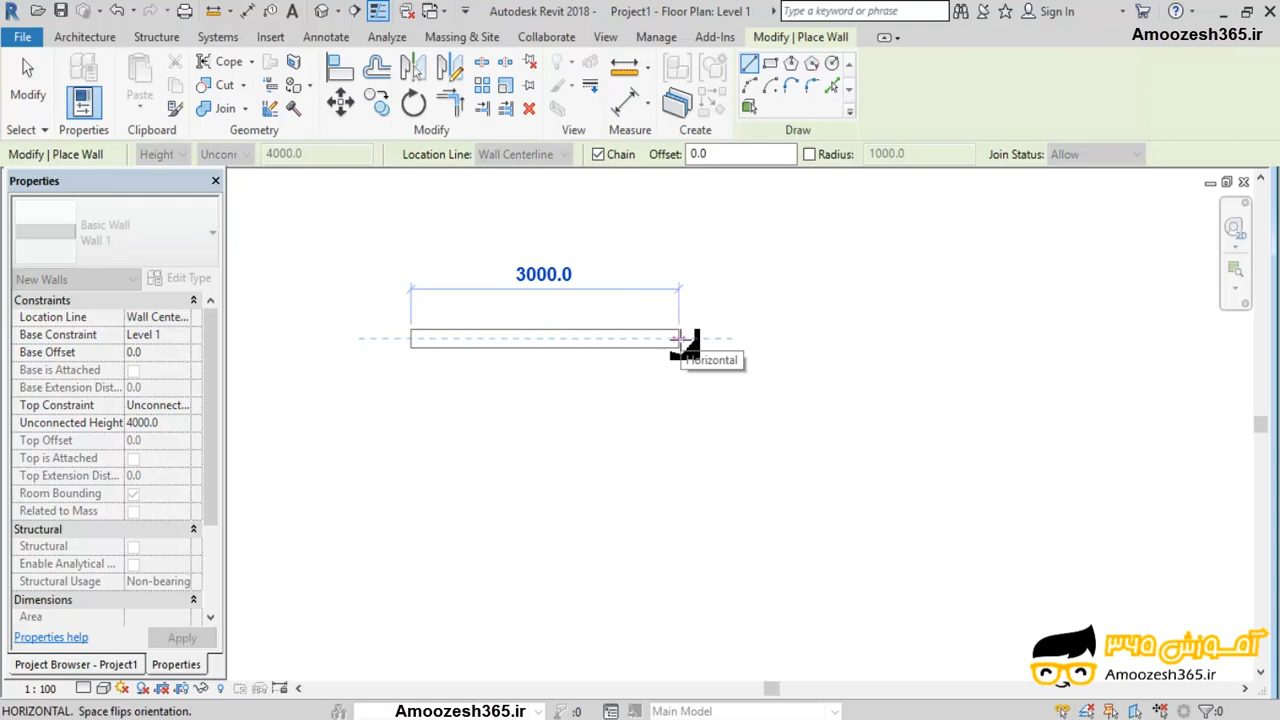 Autodesk Revit 2018 - Project1 - Floor Plan: Level 1
Type a keyword or phrase
Sign In
File Architecture Structure Systems Insert Annotate Analyze Massing & Site Collaborate View Manage Add-Ins Modify | Place Wall
Amoozesh365.ir
Modify
Paste
Cope
Cut
Join
Select Properties Clipboard Geometry Modify View Measure Create Draw
Modify | Place Wall Height Uncon 4000.0 Location Line: Wall Centerline Chain Offset: 0.0 Radius: 1000.0 Join Status: Allow
Properties
Basic Wall
Wall 1
New Walls Edit Type
Constraints
Location Line Wall Cente...
Base Constraint Level 1
Base Offset 0.0
Base is Attached
Base Extension Dist... 0.0
Top Constraint Unconnect...
Unconnected Height 4000.0
Top Offset 0.0
Top is Attached
Top Extension Dist... 0.0
Room Bounding
Related to Mass
Structural
Structural
Enable Analytical ...
Structural Usage Non-bearing
Dimensions
Area
Properties help Apply
Project Browser - Project1 Properties
3000.0
Horizontal
2D
آمـوزش ۳۶۵
Amoozesh365.ir
1 : 100
HORIZONTAL. Space flips orientation.
Amoozesh365.ir
:0
Main Model
:0